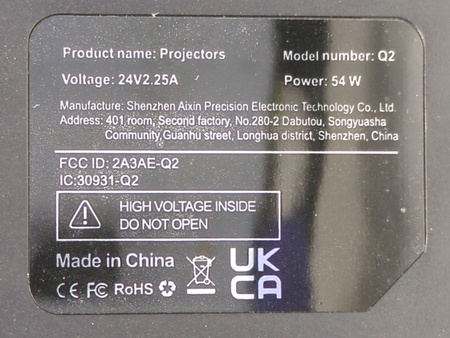 Product name: Projectors Model number: Q2
Voltage: 24V2.25A Power: 54 W
Manufacture: Shenzhen Aixin Precision Electronic Technology Co., Ltd.
Address: 401 room, Second factory, No.280-2 Dabutou, Songyuasha
Community,Guanhu street, Longhua district, Shenzhen, China
FCC ID: 2A3AE-Q2
IC:30931-Q2
HIGH VOLTAGE INSIDE
DO NOT OPEN
Made in China UK
CA
CE FC RoHS